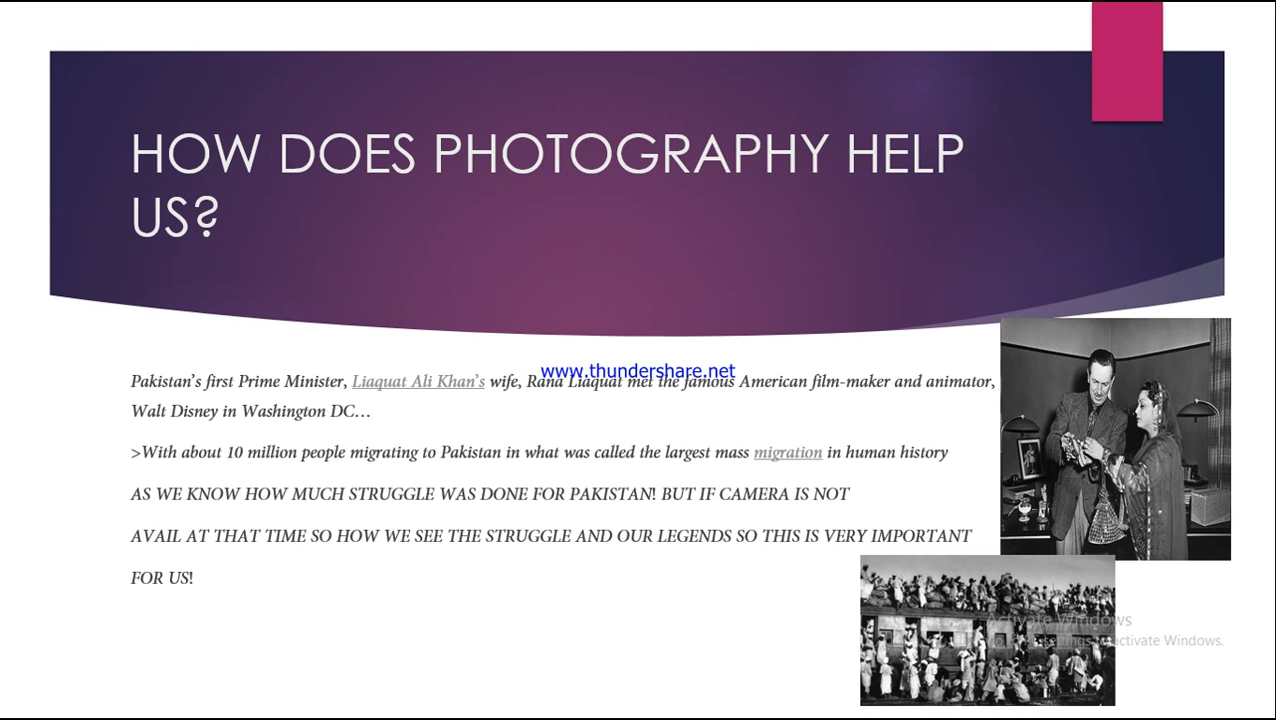 HOW DOES PHOTOGRAPHY HELP
US?
www.thundershare.net
Pakistan’s first Prime Minister, Liaquat Ali Khan’s wife, Rana Liaquat met the famous American film-maker and animator,
Walt Disney in Washington DC…
>With about 10 million people migrating to Pakistan in what was called the largest mass migration in human history
AS WE KNOW HOW MUCH STRUGGLE WAS DONE FOR PAKISTAN! BUT IF CAMERA IS NOT
AVAIL AT THAT TIME SO HOW WE SEE THE STRUGGLE AND OUR LEGENDS SO THIS IS VERY IMPORTANT
FOR US!
Activate Windows
activate Windows.